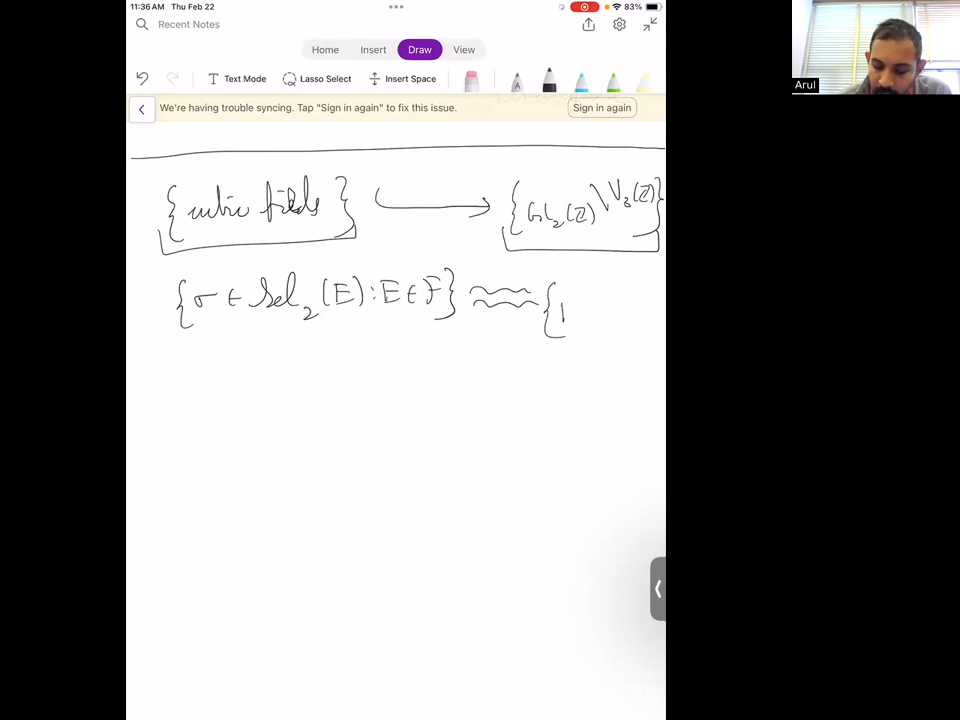 11:36 AM Thu Feb 22
83%
Recent Notes
Home Insert Draw View
T Text Mode Lasso Select Insert Space
We're having trouble syncing. Tap "Sign in again" to fix this issue. Sign in again
Arul
{cubic fields} ↪ {GL₂(ℤ)\V₃(ℤ)}
{σ ∈ Sel₂(E) : E ∈ F} ≈ {